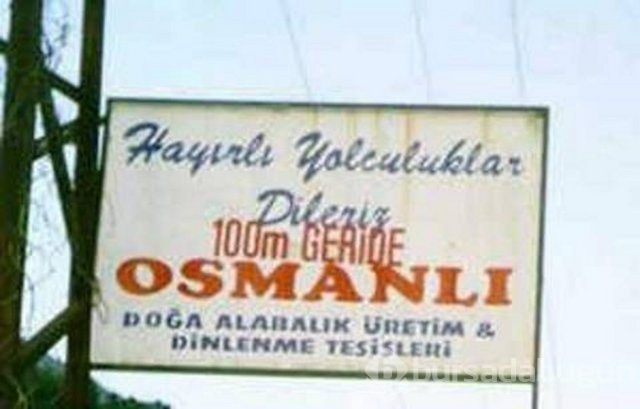 Hayırlı Yolculuklar
Dileriz
100m GERİDE
OSMANLI
DOĞA ALABALIK ÜRETİM &
DİNLENME TESİSLERİ